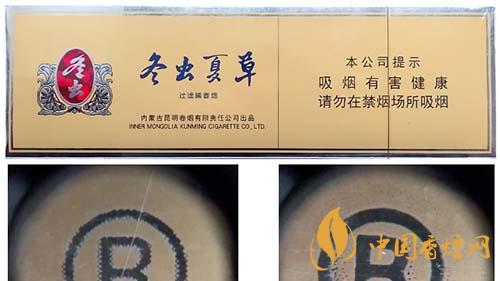 冬虫
冬虫夏草
过滤嘴香烟
内蒙古昆明卷烟有限责任公司出品
INNER MONGOLIA KUNMING CIGARETTE CO., LTD.
本公司提示
吸烟有害健康
请勿在禁烟场所吸烟
R
R
中国香烟网